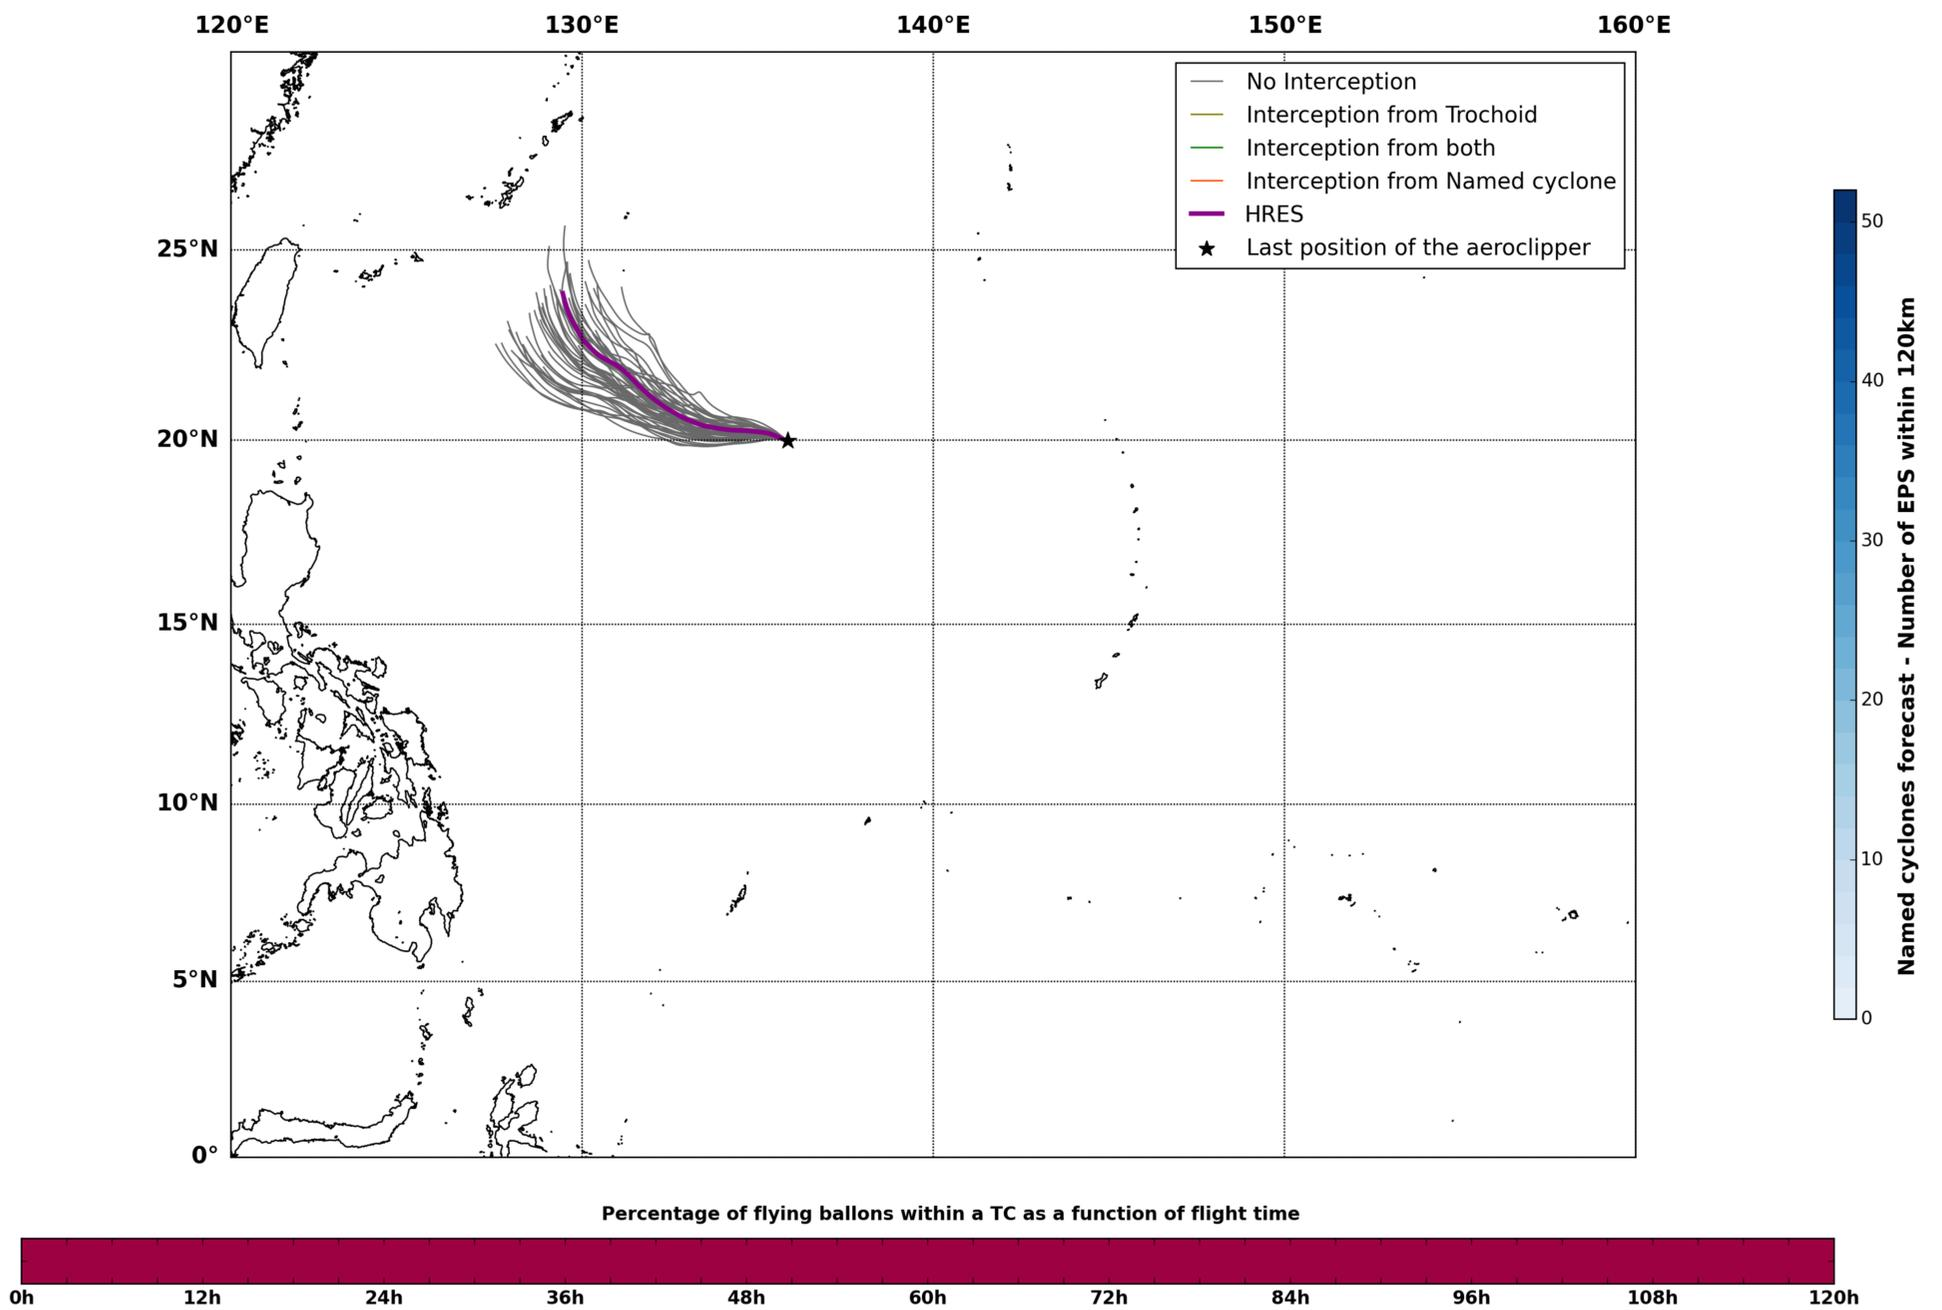 120°E 130°E 140°E 150°E 160°E
No Interception
Interception from Trochoid
Interception from both
Interception from Named cyclone
HRES
Last position of the aeroclipper
25°N
20°N
15°N
10°N
5°N
0°
50
40
30
20
10
0
Named cyclones forecast - Number of EPS within 120km
Percentage of flying ballons within a TC as a function of flight time
0h 12h 24h 36h 48h 60h 72h 84h 96h 108h 120h